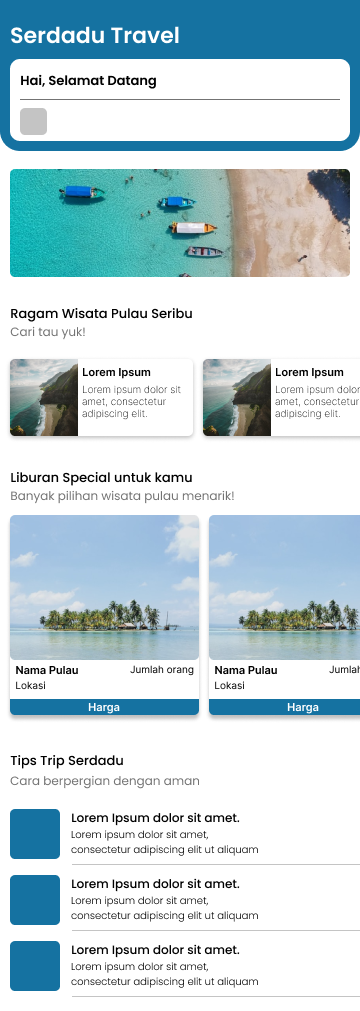 Serdadu Travel
Hai, Selamat Datang
Ragam Wisata Pulau Seribu
Cari tau yuk!
Lorem Ipsum
Lorem ipsum dolor sit
amet, consectetur
adipiscing elit.
Lorem Ipsum
Lorem ipsum dolor
amet, consectetur
adipiscing elit.
Liburan Special untuk kamu
Banyak pilihan wisata pulau menarik!
Nama Pulau
Jumlah orang
Lokasi
Harga
Nama Pulau
Lokasi
Harga
Tips Trip Serdadu
Cara berpergian dengan aman
Lorem Ipsum dolor sit amet.
Lorem ipsum dolor sit amet,
consectetur adipiscing elit ut aliquam
Lorem Ipsum dolor sit amet.
Lorem ipsum dolor sit amet,
consectetur adipiscing elit ut aliquam
Lorem Ipsum dolor sit amet.
Lorem ipsum dolor sit amet,
consectetur adipiscing elit ut aliquam